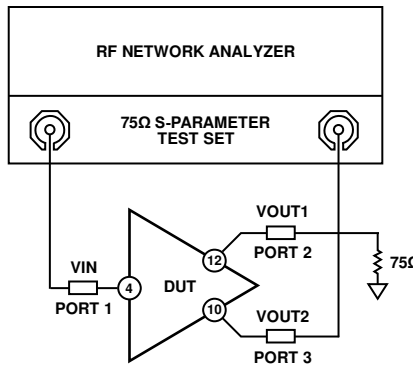 RF NETWORK ANALYZER
75Ω S-PARAMETER
TEST SET
VOUT1
12
PORT 2
75Ω
VIN
4
DUT
PORT 1
10
VOUT2
PORT 3